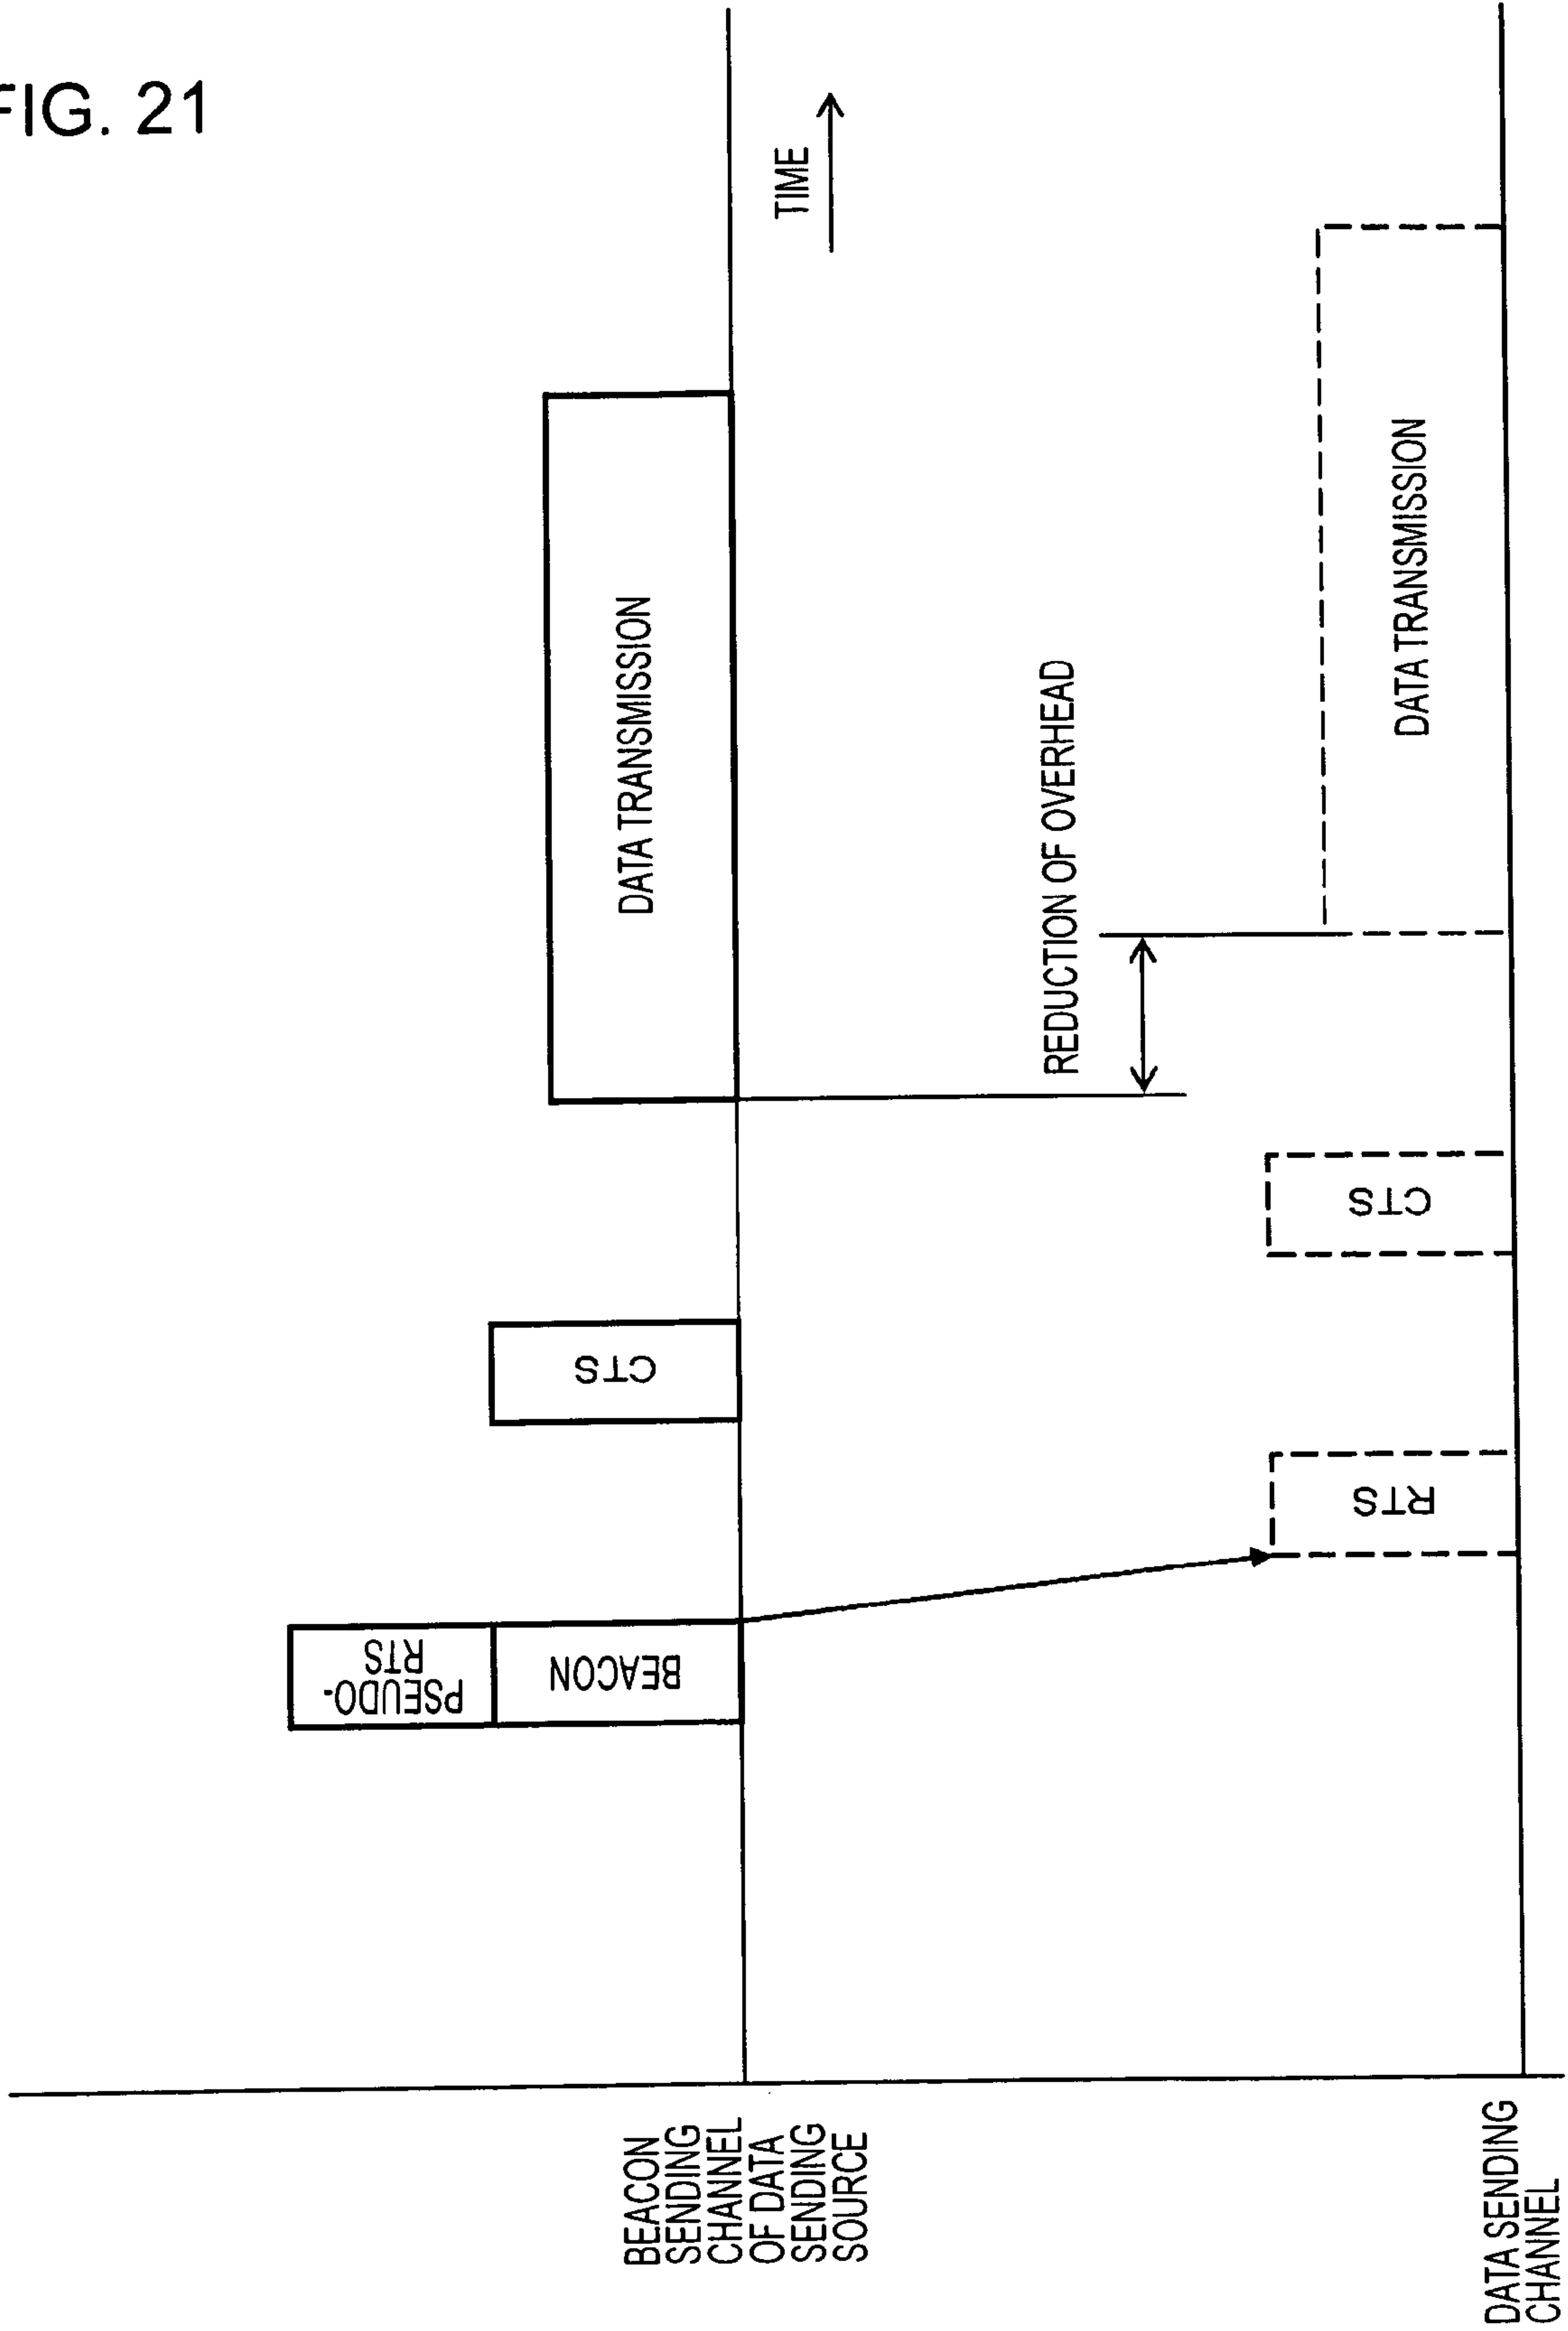 FIG. 21
BEACON
SENDING
CHANNEL
OF DATA
SENDING
SOURCE
PSEUDO-
RTS
BEACON
CTS
DATA TRANSMISSION
TIME
REDUCTION OF OVERHEAD
DATA SENDING
CHANNEL
RTS
CTS
DATA TRANSMISSION